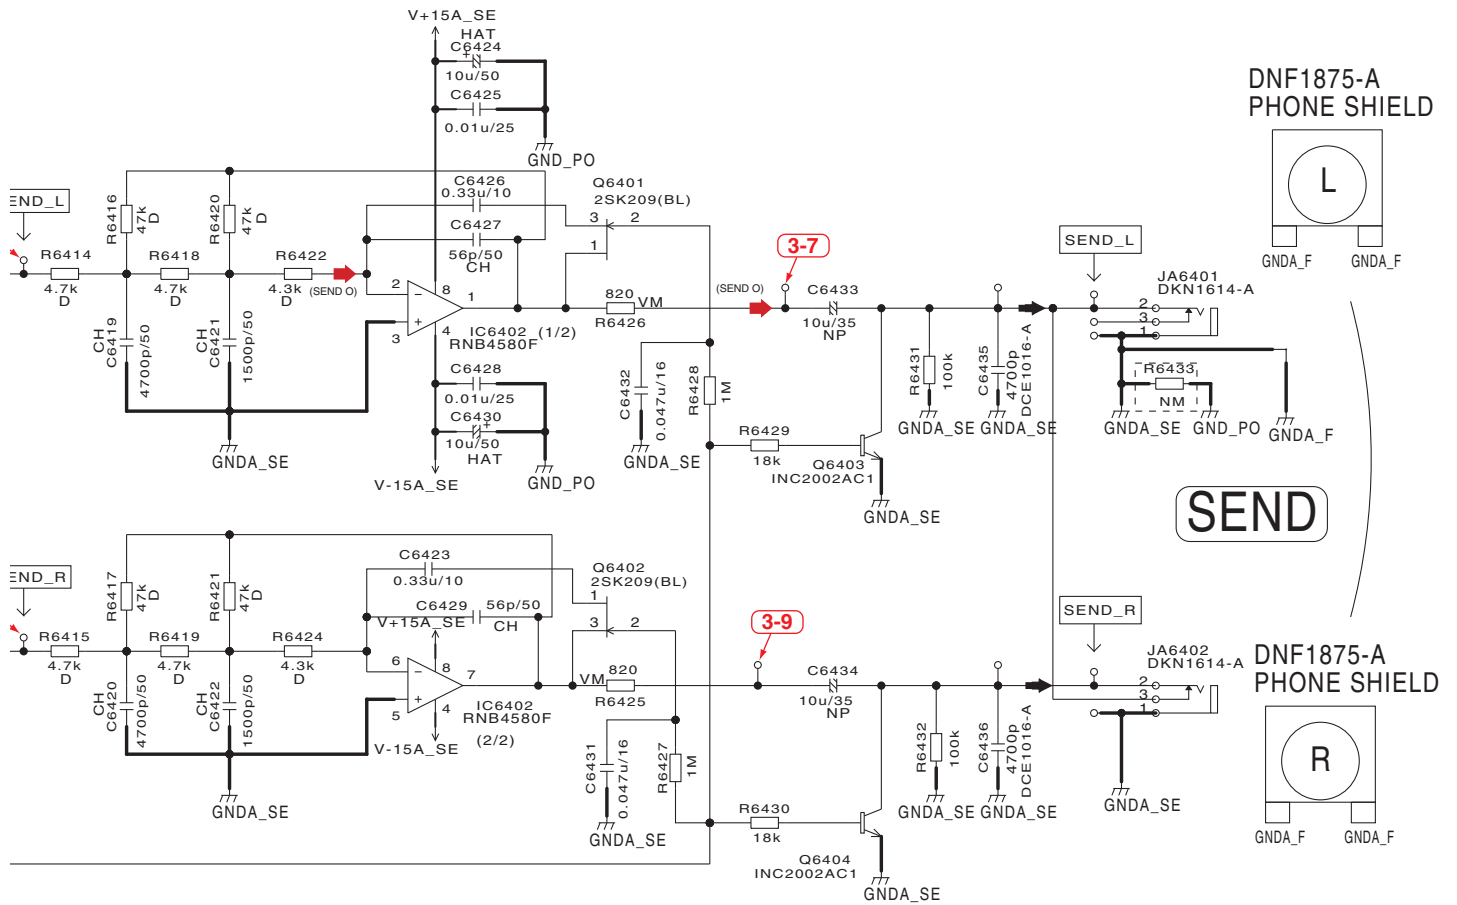 V+15A_SE
HAT
C6424
+
10u/50
C6425
0.01u/25
GND_PO
DNF1875-A
PHONE SHIELD
L
GNDA_F
GNDA_F
END_L
R6416
47k
D
R6420
47k
D
C6426
0.33u/10
C6427
56p/50
CH
Q6401
2SK209(BL)
3
2
1
R6414
4.7k
D
R6418
4.7k
D
R6422
4.3k
D
(SEND O)
2
8
1
4
3
IC6402
(1/2)
RNB4580F
820
VM
R6426
(SEND O)
3-7
C6433
10u/35
NP
SEND_L
JA6401
DKN1614-A
2
3
1
CH
C6419
4700p/50
CH
C6421
1500p/50
GNDA_SE
C6428
0.01u/25
C6430
+
10u/50
HAT
V-15A_SE
GND_PO
C6432
0.047u/16
GNDA_SE
R6428
1M
R6431
100k
GNDA_SE
C6435
4700p
DCE1016-A
GNDA_SE
R6433
NM
GNDA_SE
GND_PO
GNDA_F
R6429
18k
Q6403
INC2002AC1
GNDA_SE
SEND
END_R
R6417
47k
D
R6421
47k
D
C6423
0.33u/10
C6429
56p/50
CH
V+15A_SE
Q6402
2SK209(BL)
1
3
2
R6415
4.7k
D
R6419
4.7k
D
R6424
4.3k
D
6
8
7
5
4
IC6402
RNB4580F
(2/2)
V-15A_SE
VM
820
R6425
3-9
C6434
10u/35
NP
SEND_R
JA6402
DKN1614-A
2
3
1
DNF1875-A
PHONE SHIELD
R
GNDA_F
GNDA_F
CH
C6420
4700p/50
CH
C6422
1500p/50
GNDA_SE
C6431
0.047u/16
GNDA_SE
R6427
1M
R6432
100k
GNDA_SE
C6436
4700p
DCE1016-A
GNDA_SE
GNDA_SE
R6430
18k
Q6404
INC2002AC1
GNDA_SE